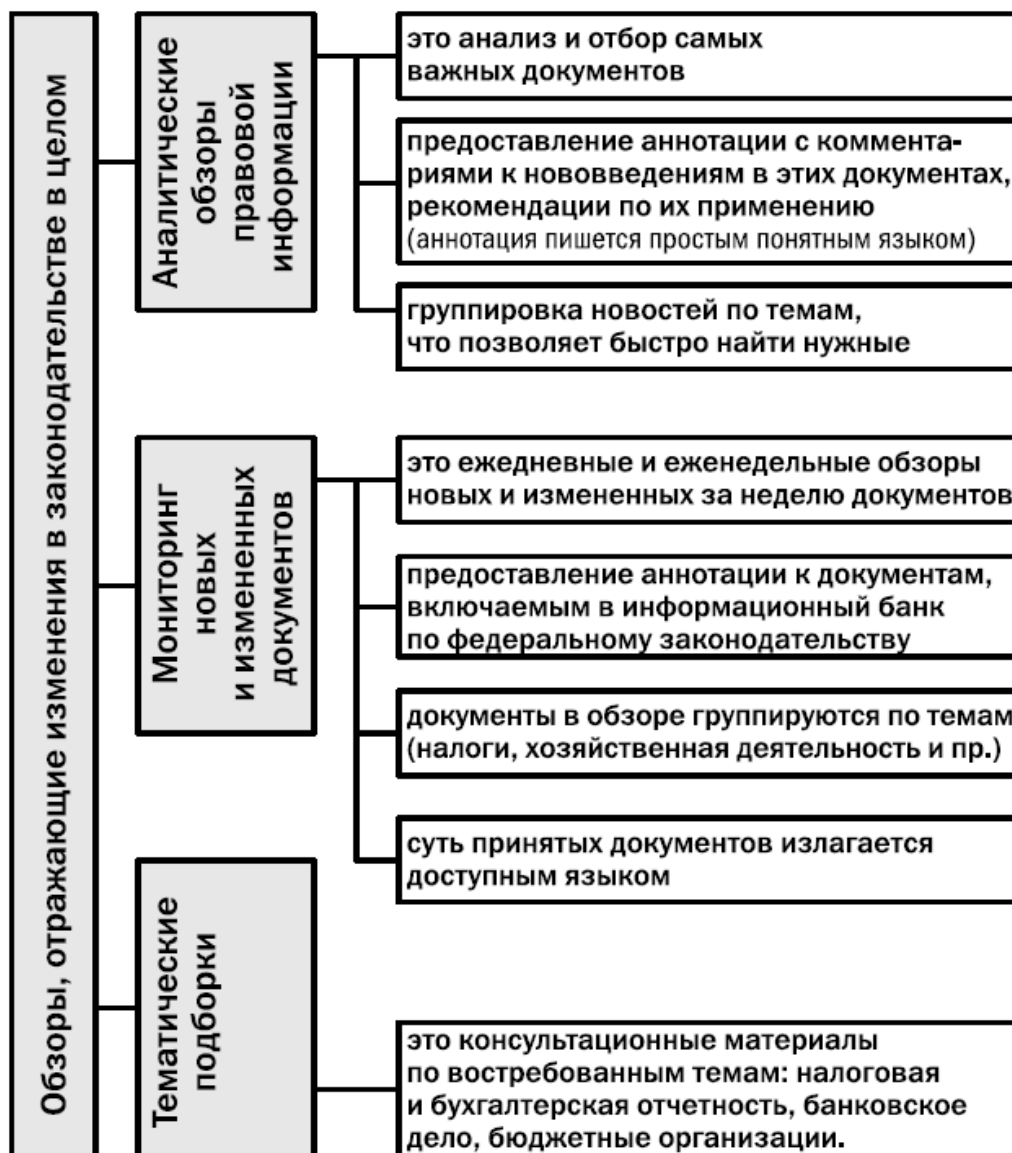 Обзоры, отражающие изменения в законодательстве в целом
Аналитические
обзоры
правовой
информации
это анализ и отбор самых
важных документов
предоставление аннотации с коммента-
риями к нововведениям в этих документах,
рекомендации по их применению
(аннотация пишется простым понятным языком)
группировка новостей по темам,
что позволяет быстро найти нужные
Мониторинг
новых
и измененных
документов
это ежедневные и еженедельные обзоры
новых и измененных за неделю документов
предоставление аннотации к документам,
включаемым в информационный банк
по федеральному законодательству
документы в обзоре группируются по темам
(налоги, хозяйственная деятельность и пр.)
суть принятых документов излагается
доступным языком
Тематические
подборки
это консультационные материалы
по востребованным темам: налоговая
и бухгалтерская отчетность, банковское
дело, бюджетные организации.